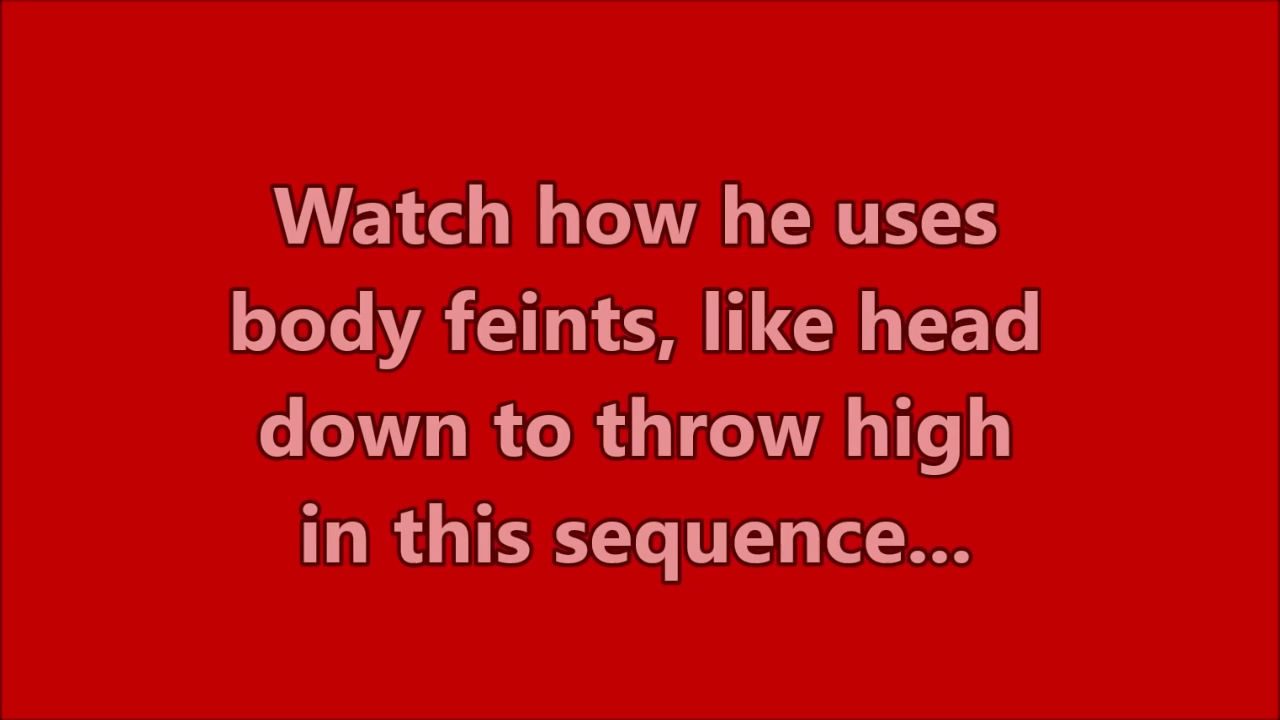 Watch how he uses
body feints, like head
down to throw high
in this sequence...